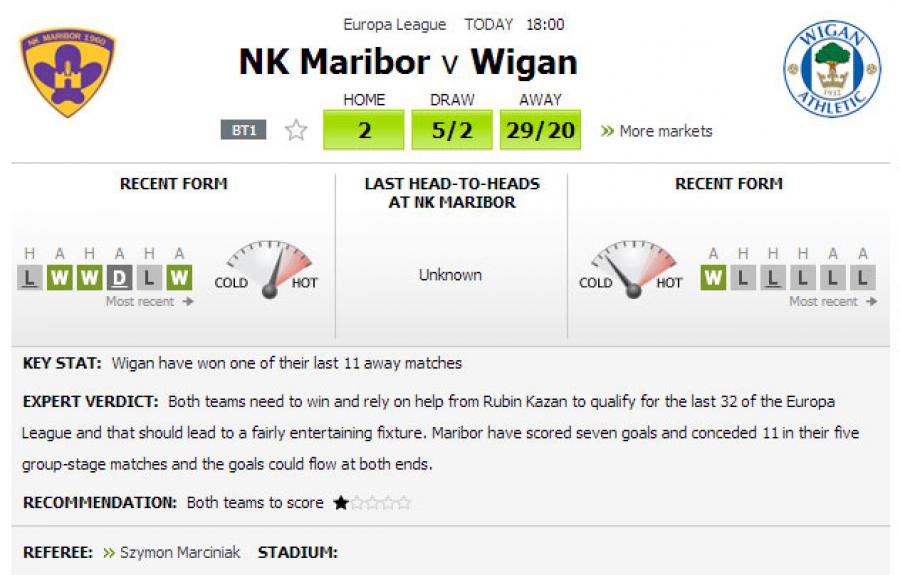 Europa League TODAY 18:00
NK Maribor v Wigan
NK MARIBOR 1960
WIGAN
ATHLETIC
1932
HOME DRAW AWAY
BT1 2 5/2 29/20 » More markets
RECENT FORM
LAST HEAD-TO-HEADS
AT NK MARIBOR
RECENT FORM
H A H A H A
L W W D L W
Most recent →
COLD HOT
Unknown
COLD HOT
A H H H A A
W L L L L L
Most recent →
KEY STAT: Wigan have won one of their last 11 away matches
EXPERT VERDICT: Both teams need to win and rely on help from Rubin Kazan to qualify for the last 32 of the Europa
League and that should lead to a fairly entertaining fixture. Maribor have scored seven goals and conceded 11 in their five
group-stage matches and the goals could flow at both ends.
RECOMMENDATION: Both teams to score ★☆☆☆☆
REFEREE: » Szymon Marciniak STADIUM: